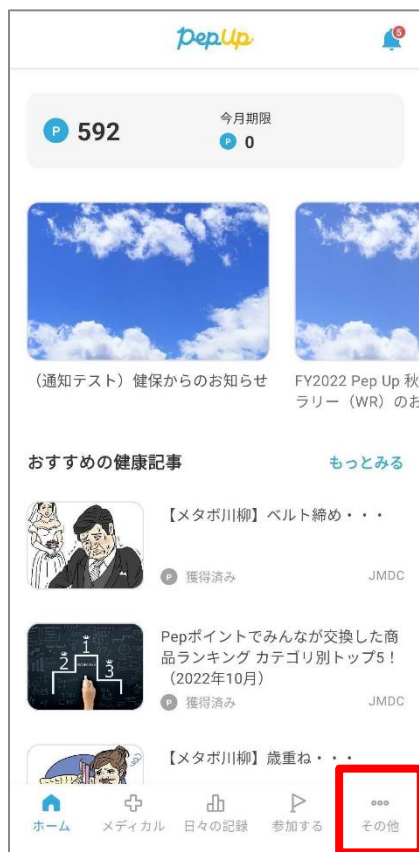 PepUp
5
P 592
今月期限
P 0
(通知テスト)健保からのお知らせ
FY2022 Pep Up 秋
ラリー(WR)のお
おすすめの健康記事
もっとみる
【メタボ川柳】ベルト締め・・・
P 獲得済み
JMDC
1
2
3
Pepポイントでみんなが交換した商
品ランキング カテゴリ別トップ5!
(2022年10月)
P 獲得済み
JMDC
【メタボ川柳】歳重ね・・・
ホーム
メディカル
日々の記録
参加する
その他